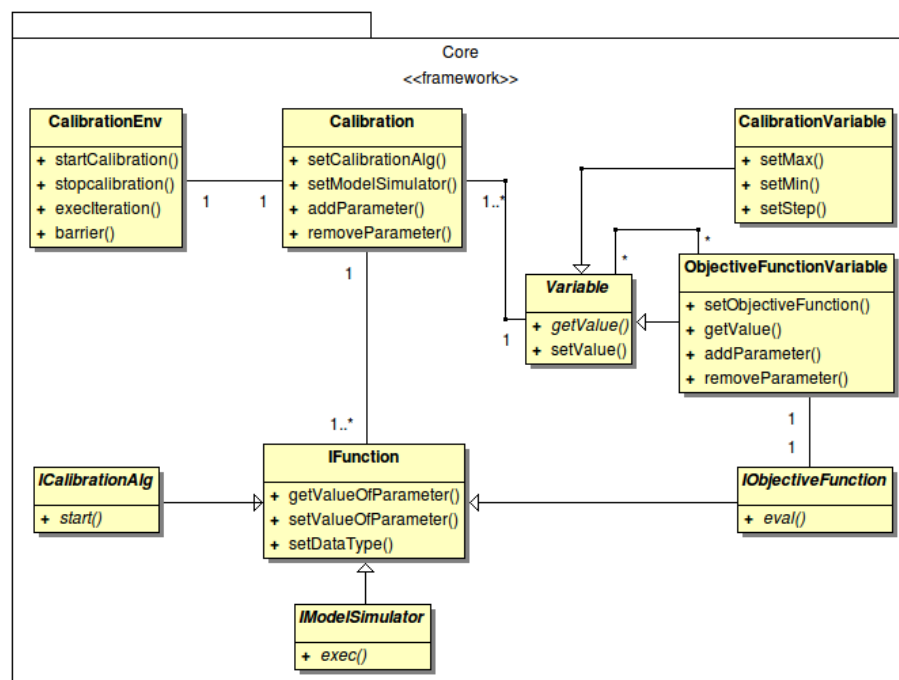 Core
<<framework>>
CalibrationEnv
+ startCalibration()
+ stopcalibration()
+ execIteration()
+ barrier()
1
1
Calibration
+ setCalibrationAlg()
+ setModelSimulator()
+ addParameter()
+ removeParameter()
1..*
1
CalibrationVariable
+ setMax()
+ setMin()
+ setStep()
*
*
Variable
+ getValue()
+ setValue()
1
ObjectiveFunctionVariable
+ setObjectiveFunction()
+ getValue()
+ addParameter()
+ removeParameter()
1
1
1..*
ICalibrationAlg
+ start()
IFunction
+ getValueOfParameter()
+ setValueOfParameter()
+ setDataType()
IObjectiveFunction
+ eval()
IModelSimulator
+ exec()